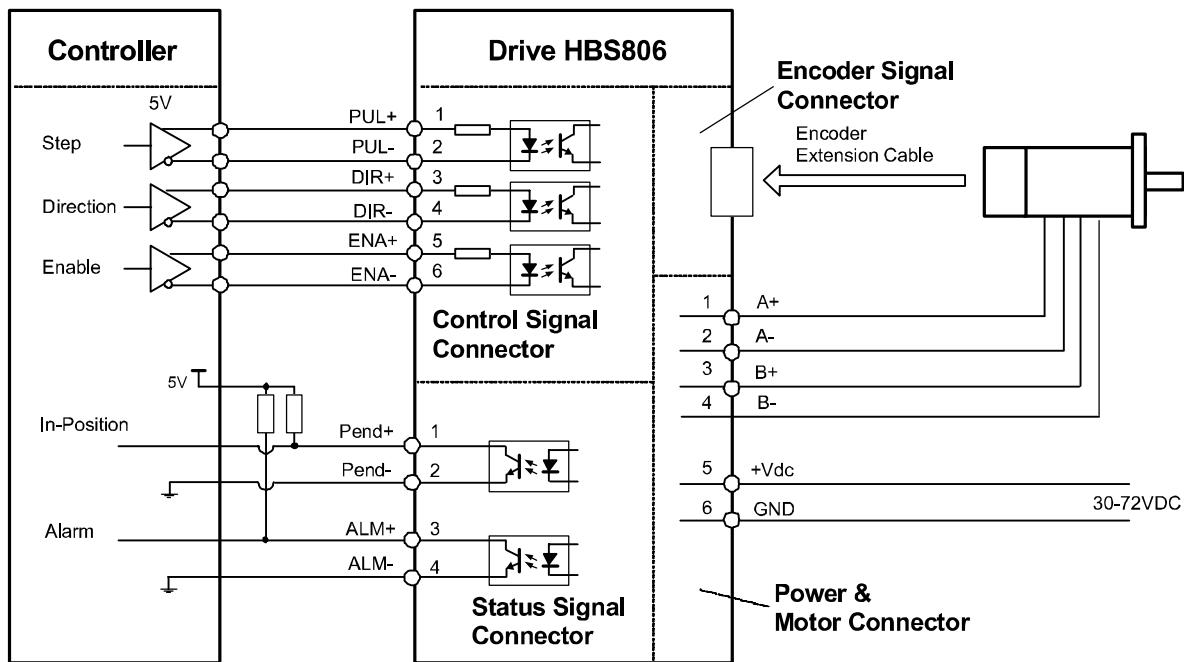 Controller
Drive HBS806
5V
Step
Direction
Enable
PUL+
PUL-
DIR+
DIR-
ENA+
ENA-
1
2
3
4
5
6
Control Signal
Connector
Encoder Signal
Connector
Encoder
Extension Cable
5V
In-Position
Alarm
Pend+
Pend-
ALM+
ALM-
1
2
3
4
Status Signal
Connector
1 A+
2 A-
3 B+
4 B-
5 +Vdc
6 GND
30-72VDC
Power &
Motor Connector